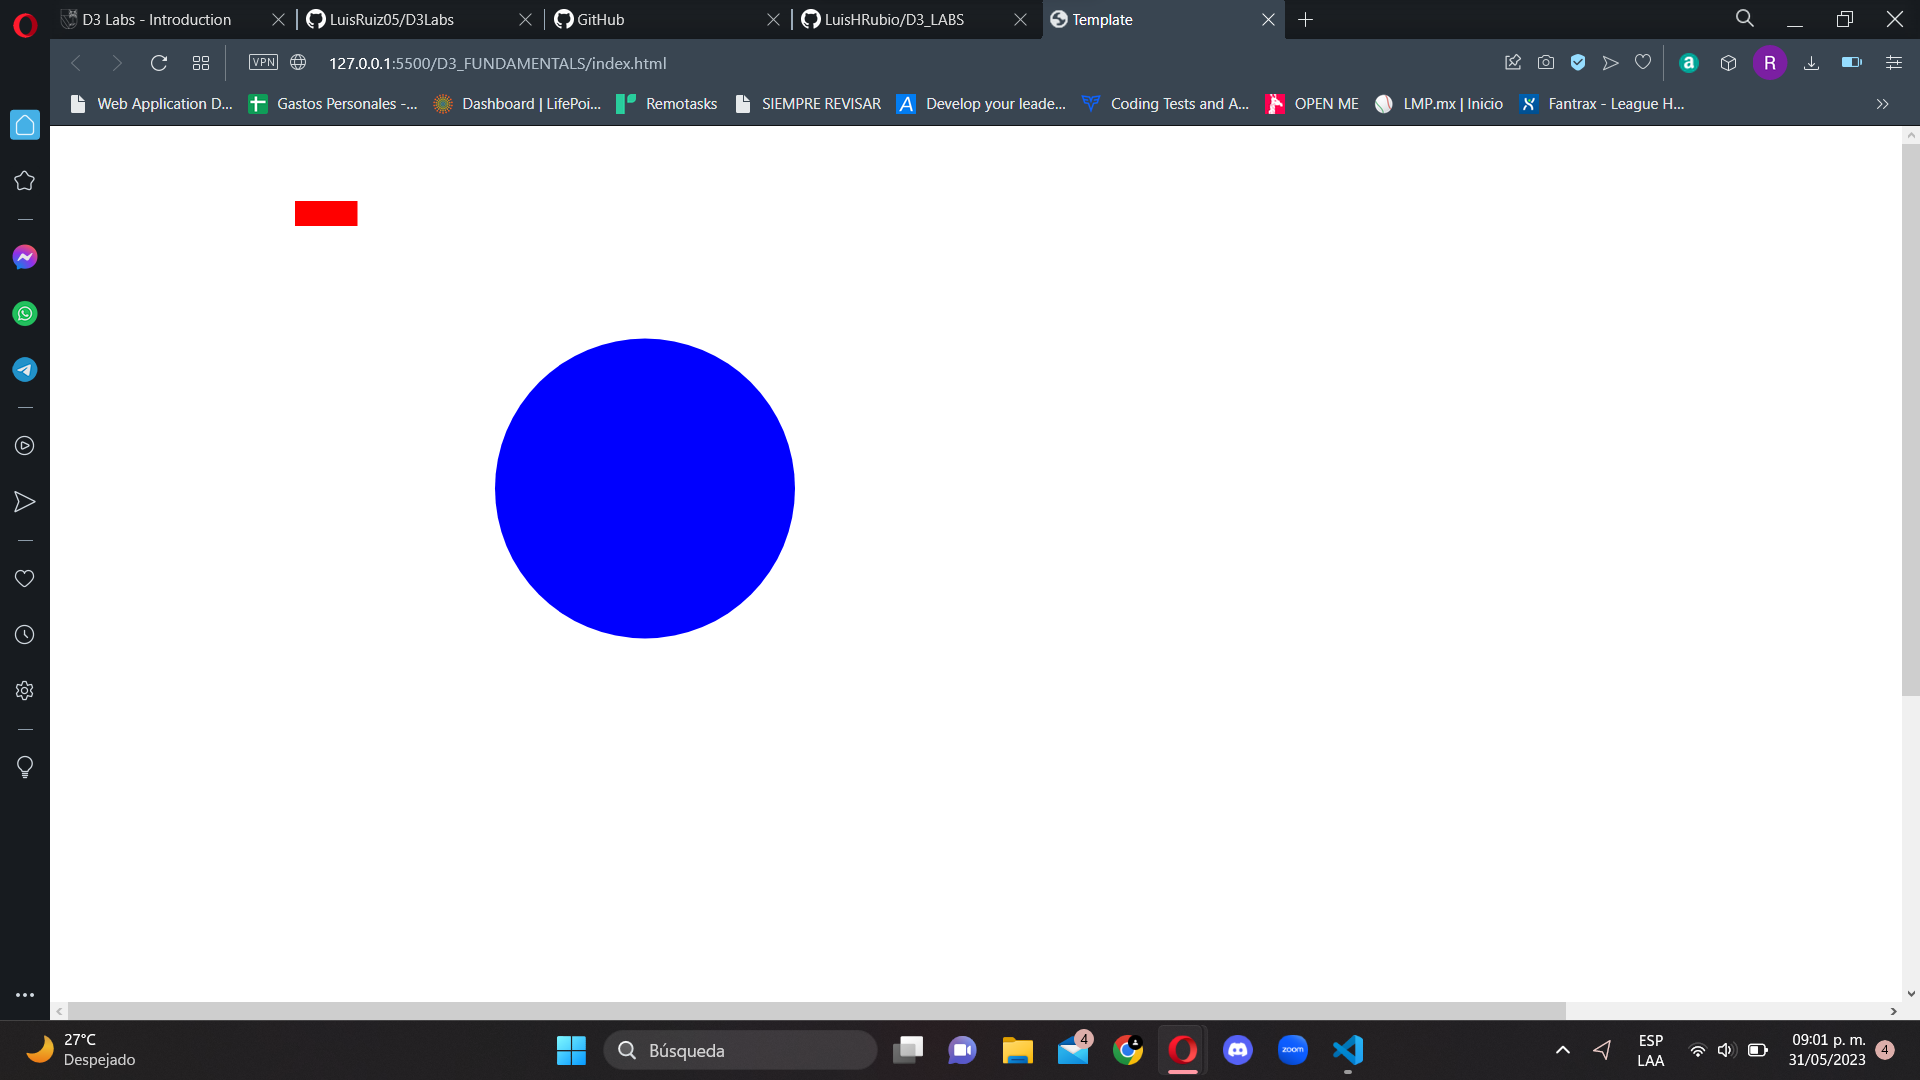 D3 Labs - Introduction
LuisRuiz05/D3Labs
GitHub
LuisHRubio/D3_LABS
Template
VPN
127.0.0.1:5500/D3_FUNDAMENTALS/index.html
a
R
Web Application D...
Gastos Personales -...
Dashboard | LifePoi...
Remotasks
SIEMPRE REVISAR
A
Develop your leade...
Coding Tests and A...
OPEN ME
LMP.mx | Inicio
Fantrax - League H...
27°C
Despejado
Búsqueda
4
zoom
ESP
LAA
09:01 p. m.
31/05/2023
4